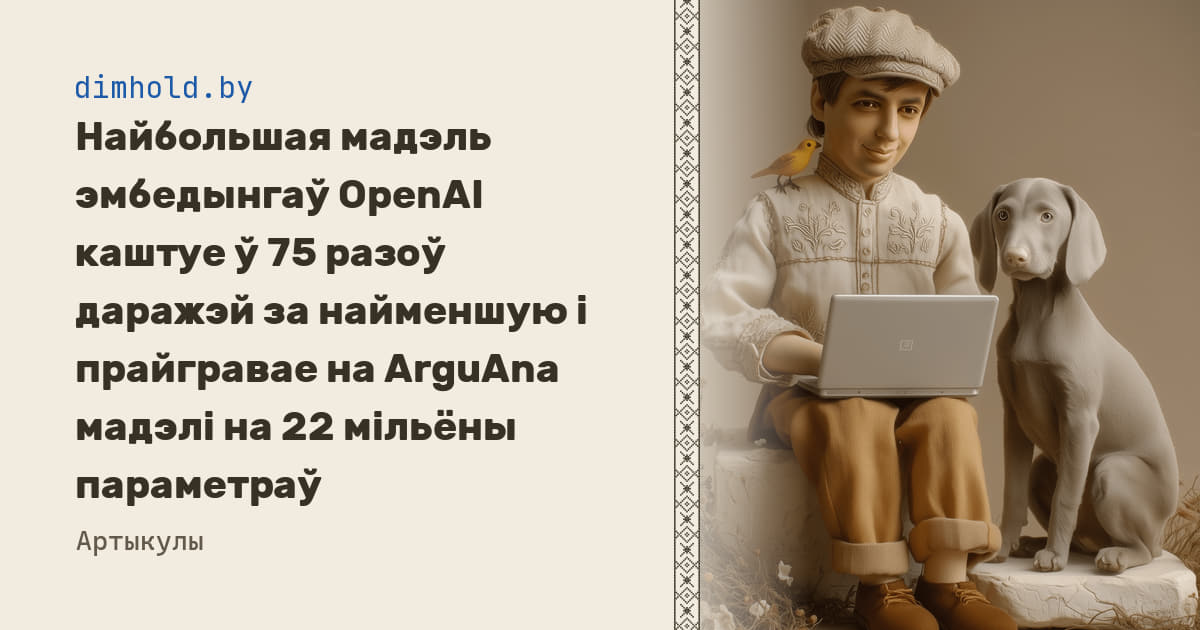 dimhold.by
Найбольшая мадэль
эмбедынгаў OpenAI
каштуе ў 75 разоў
даражэй за найменшую і
прайгравае на ArguAna
мадэлі на 22 мільёны
параметраў
Артыкулы